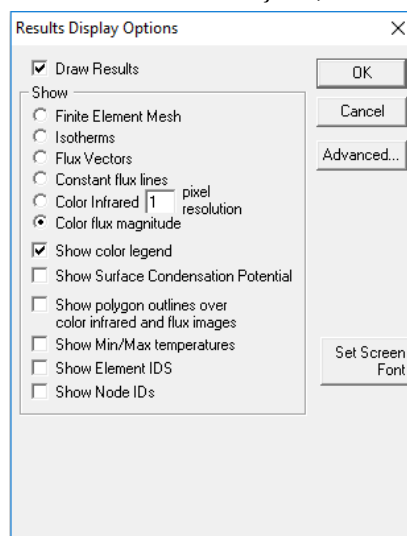 Results Display Options
Draw Results
OK
Show
Cancel
Finite Element Mesh
Isotherms
Advanced...
Flux Vectors
Constant flux lines
Color Infrared 1 pixel
resolution
Color flux magnitude
Show color legend
Show Surface Condensation Potential
Show polygon outlines over
color infrared and flux images
Show Min/Max temperatures
Set Screen
Font
Show Element IDS
Show Node IDs